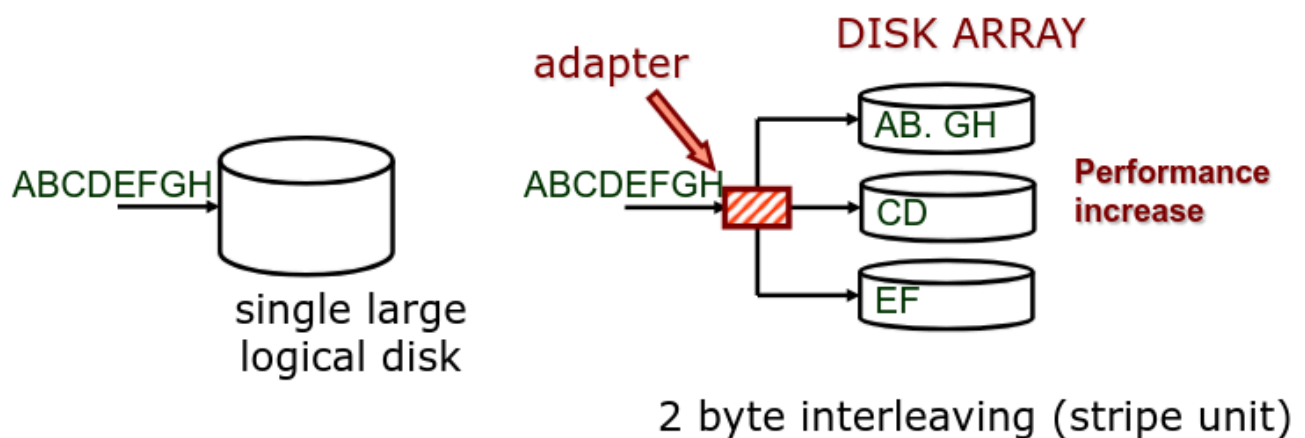 ABCDEFGH
single large
logical disk
DISK ARRAY
adapter
ABCDEFGH
AB. GH
CD
EF
Performance
increase
2 byte interleaving (stripe unit)